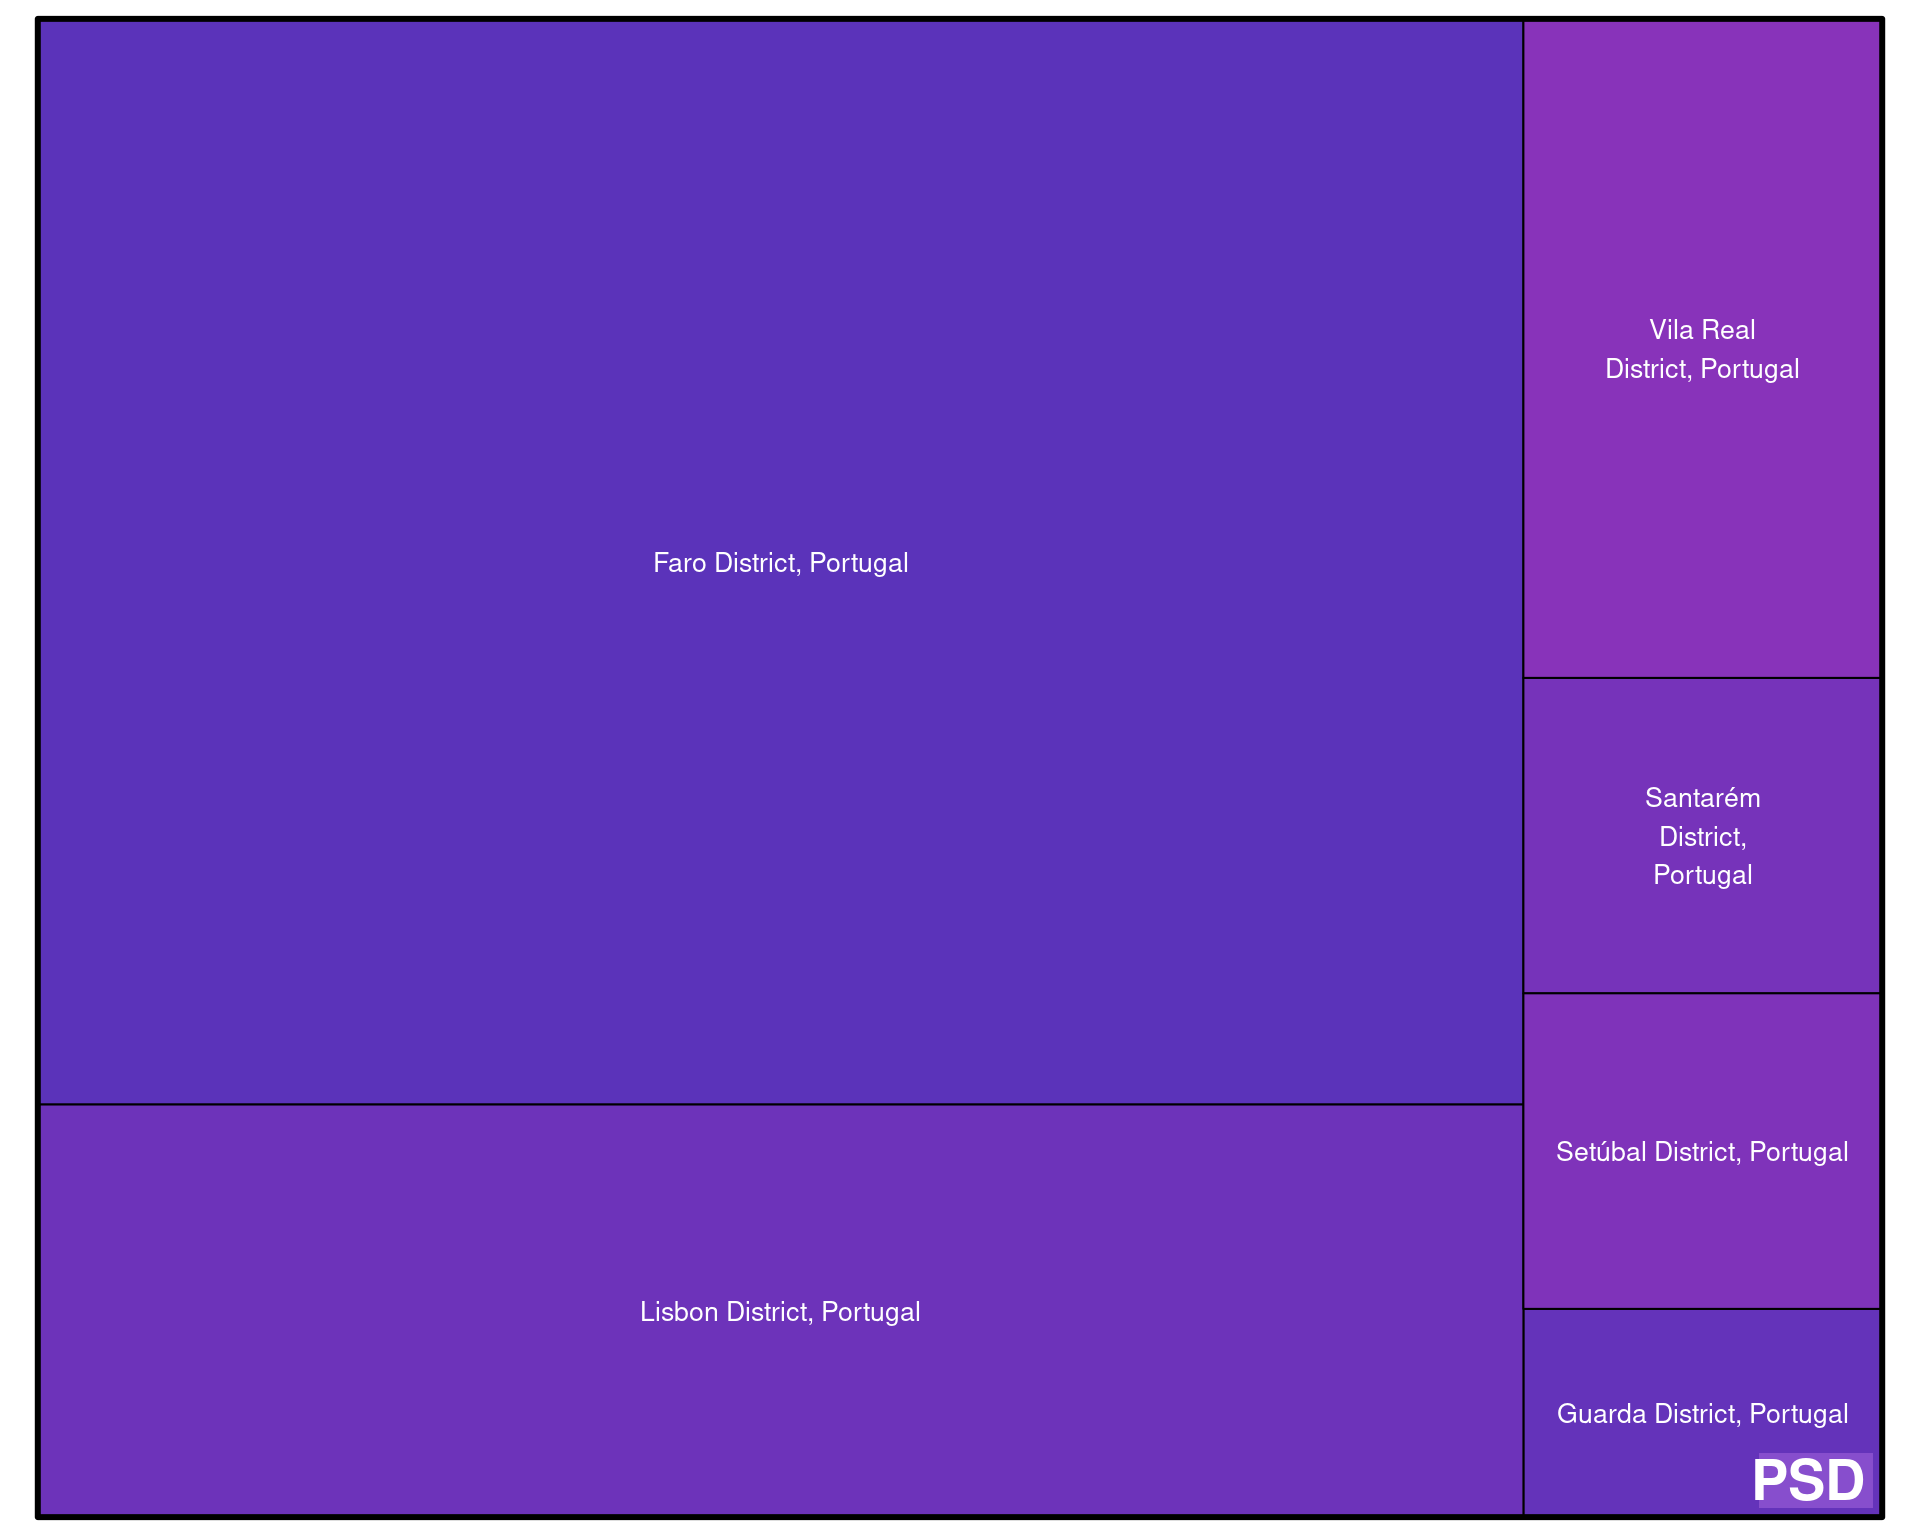 Faro District, Portugal
Lisbon District, Portugal
Vila Real
District, Portugal
Santarém
District,
Portugal
Setúbal District, Portugal
Guarda District, Portugal
PSD